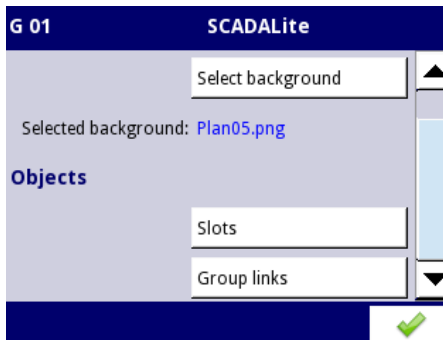 G 01 SCADALite
Select background
Selected background: Plan05.png
Objects
Slots
Group links